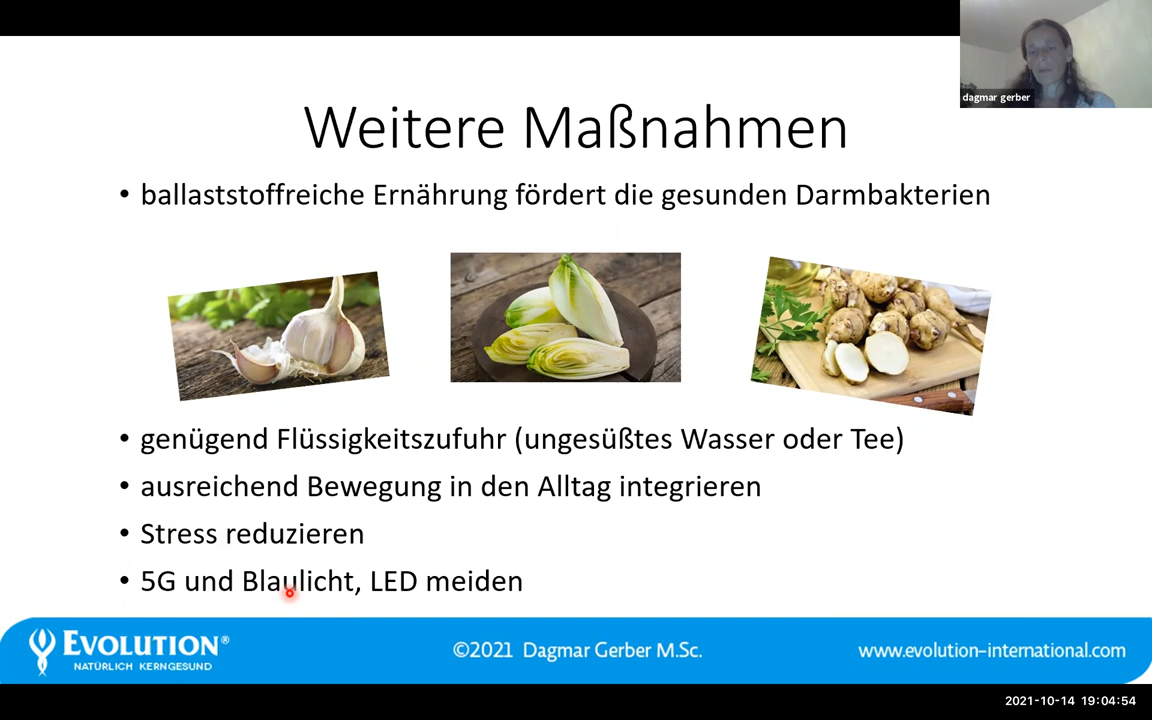 dagmar gerber
Weitere Maßnahmen
• ballaststoffreiche Ernährung fördert die gesunden Darmbakterien
• genügend Flüssigkeitszufuhr (ungesüßtes Wasser oder Tee)
• ausreichend Bewegung in den Alltag integrieren
• Stress reduzieren
• 5G und Blaulicht, LED meiden
EVOLUTION®
NATÜRLICH KERNGESUND
©2021 Dagmar Gerber M.Sc.
www.evolution-international.com
2021-10-14 19:04:54